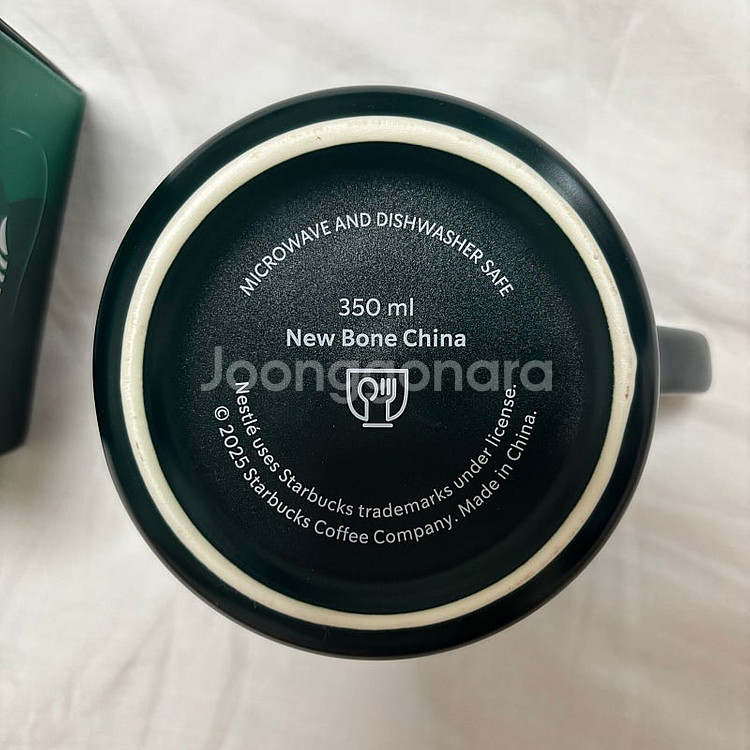 MICROWAVE AND DISHWASHER SAFE
350 ml
New Bone China
Joonggonara
Nestlé uses Starbucks trademarks under license.
© 2025 Starbucks Coffee Company. Made in China.